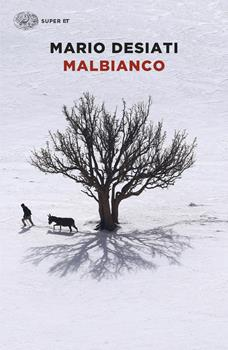 SUPER ET
MARIO DESIATI
MALBIANCO